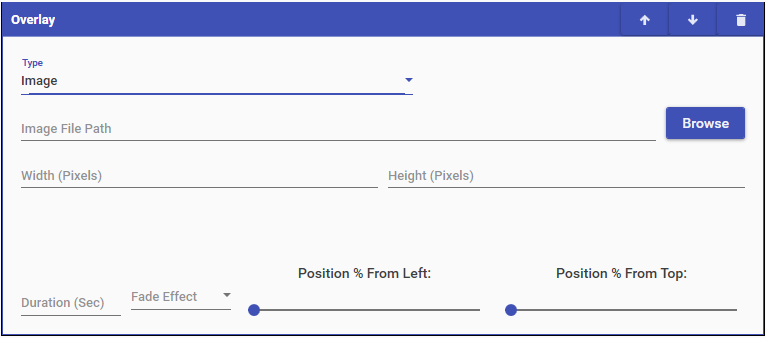 Overlay
Type
Image
Image File Path
Browse
Width (Pixels)
Height (Pixels)
Position % From Left:
Position % From Top:
Duration (Sec)
Fade Effect